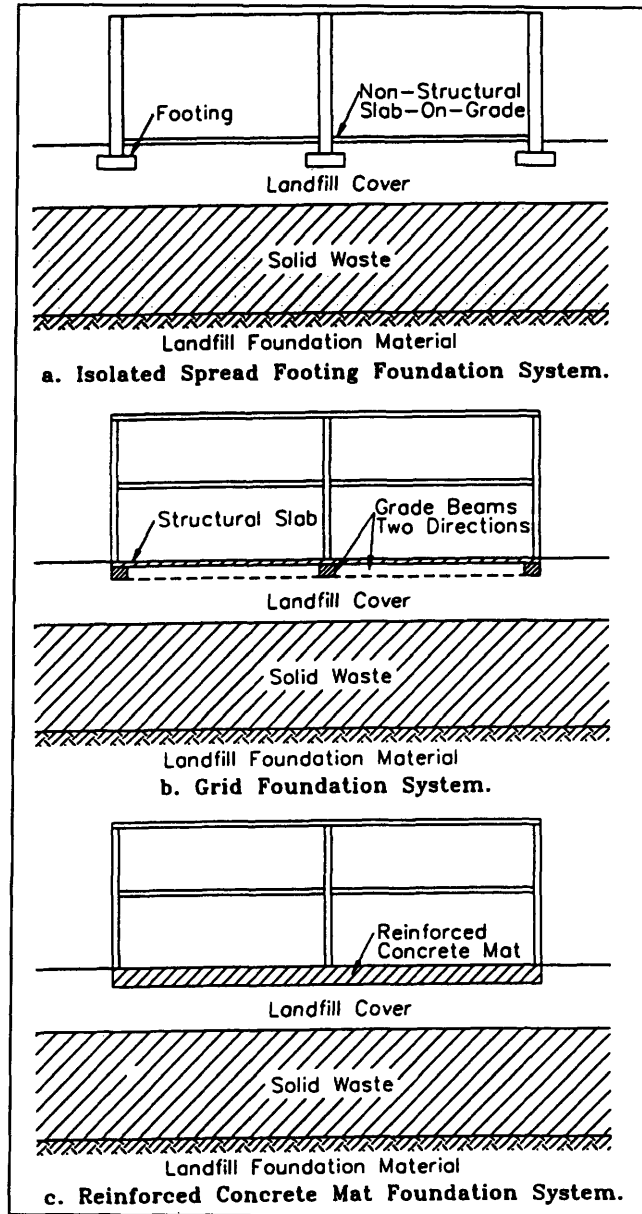 Footing
Non-Structural
Slab-On-Grade
Landfill Cover
Solid Waste
Landfill Foundation Material
a. Isolated Spread Footing Foundation System.
Structural Slab
Grade Beams
Two Directions
Landfill Cover
Solid Waste
Landfill Foundation Material
b. Grid Foundation System.
Reinforced
Concrete Mat
Landfill Cover
Solid Waste
Landfill Foundation Material
c. Reinforced Concrete Mat Foundation System.